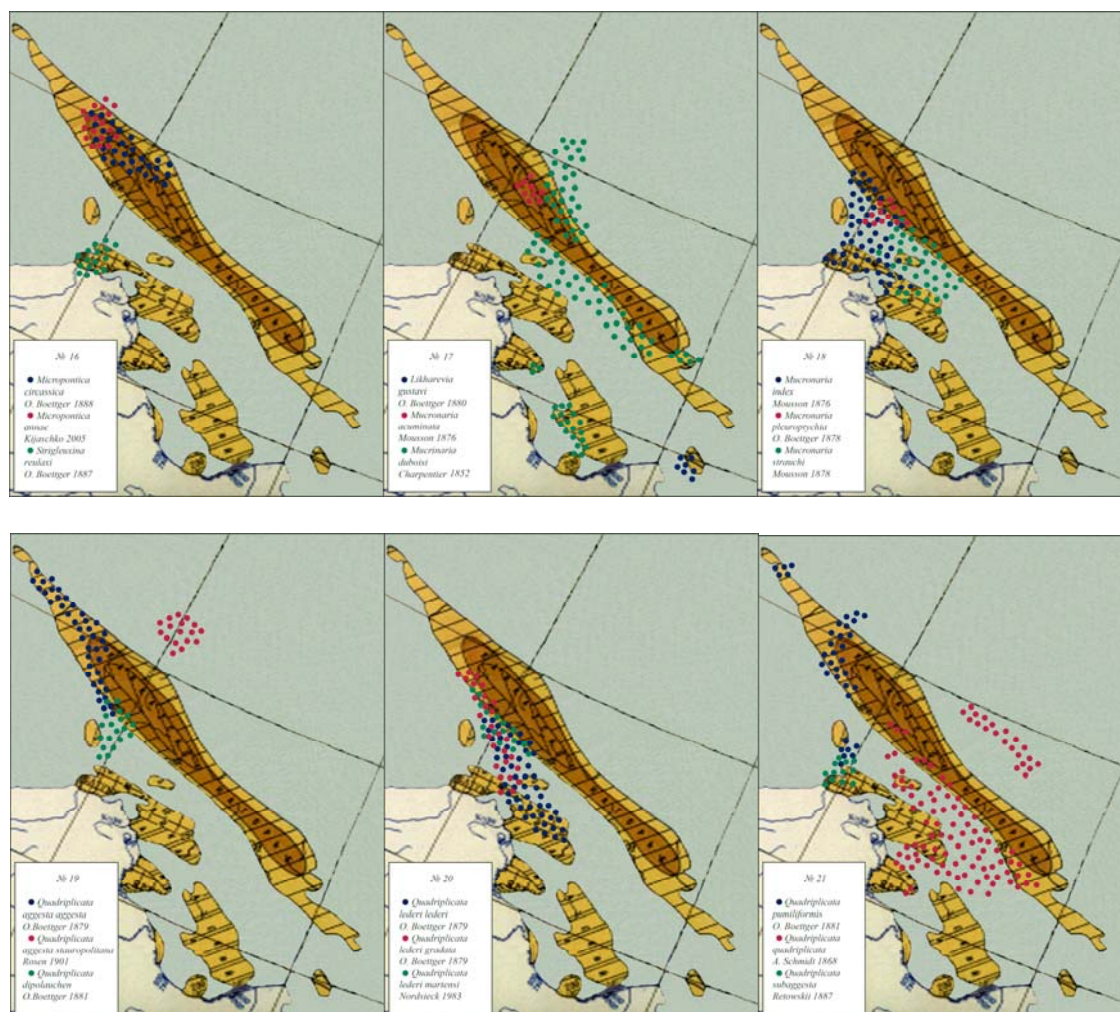 № 16
Micropontica
circassica
O. Boettger 1888
Micropontica
annae
Kijaschko 2005
Strigleuxina
reulaxi
O. Boettger 1887
№ 17
Likharevia
gustavi
O. Boettger 1880
Mucronaria
acuminata
Mousson 1876
Mucrinaria
duboisi
Charpentier 1852
№ 18
Mucronaria
index
Mousson 1876
Mucronaria
pleuroptychia
O. Boettger 1878
Mucronaria
strauchi
Mousson 1878
№ 19
Quadriplicata
aggesta aggesta
O.Boettger 1879
Quadriplicata
aggesta stauropolitana
Rosen 1901
Quadriplicata
dipolauchen
O.Boettger 1881
№ 20
Quadriplicata
lederi lederi
O. Boettger 1879
Quadriplicata
lederi gradata
O. Boettger 1879
Quadriplicata
lederi martensi
Nordsieck 1983
№ 21
Quadriplicata
pumiliformis
O. Boettger 1881
Quadriplicata
quadriplicata
A. Schmidt 1868
Quadriplicata
subaggesta
Retowskii 1887